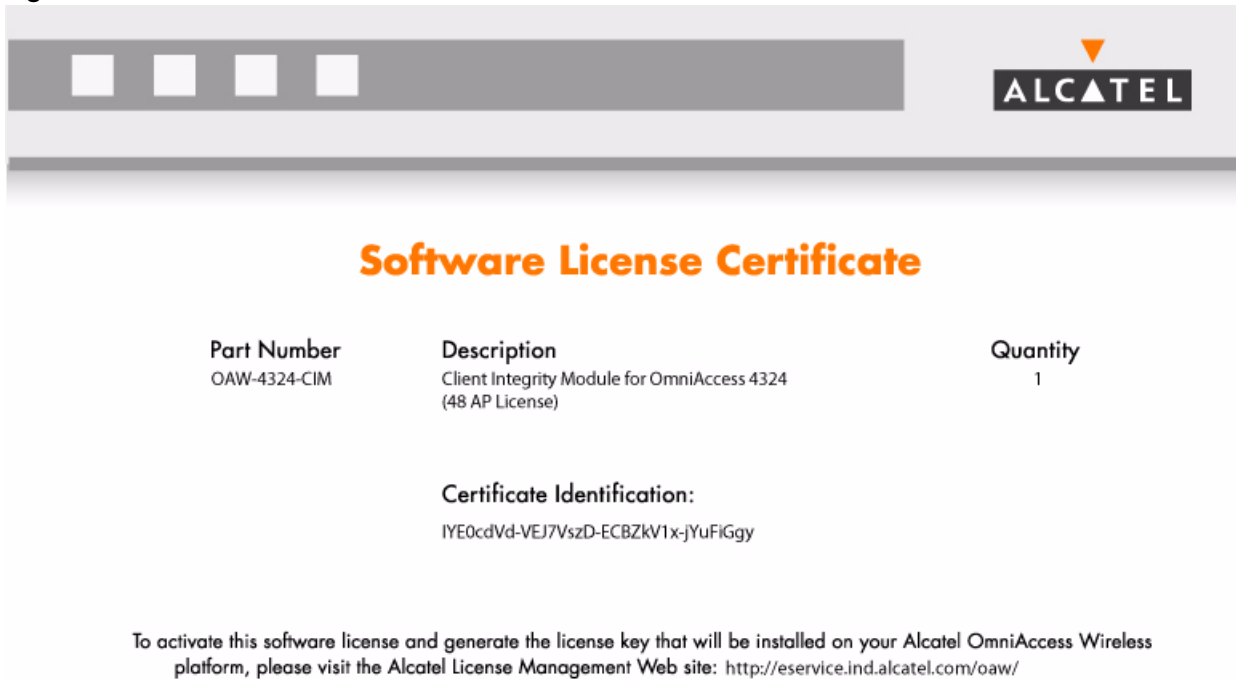 ALCATEL
Software License Certificate
Part Number Description Quantity
OAW-4324-CIM Client Integrity Module for OmniAccess 4324 1
(48 AP License)
Certificate Identification:
IYE0cdVd-VEJ7VszD-ECBZkV1x-jYuFiGgy
To activate this software license and generate the license key that will be installed on your Alcatel OmniAccess Wireless
platform, please visit the Alcatel License Management Web site: http://eservice.ind.alcatel.com/oaw/